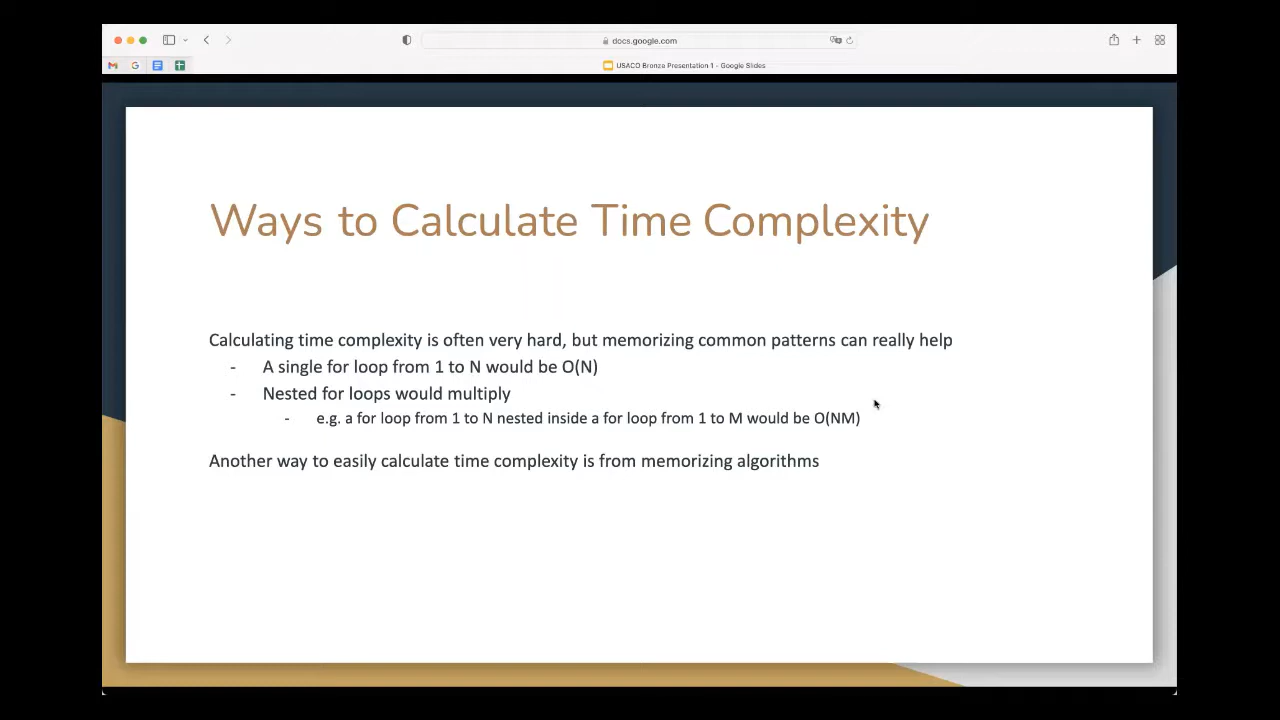 docs.google.com
USACO Bronze Presentation 1 - Google Slides
Ways to Calculate Time Complexity
Calculating time complexity is often very hard, but memorizing common patterns can really help
- A single for loop from 1 to N would be O(N)
- Nested for loops would multiply
- e.g. a for loop from 1 to N nested inside a for loop from 1 to M would be O(NM)
Another way to easily calculate time complexity is from memorizing algorithms